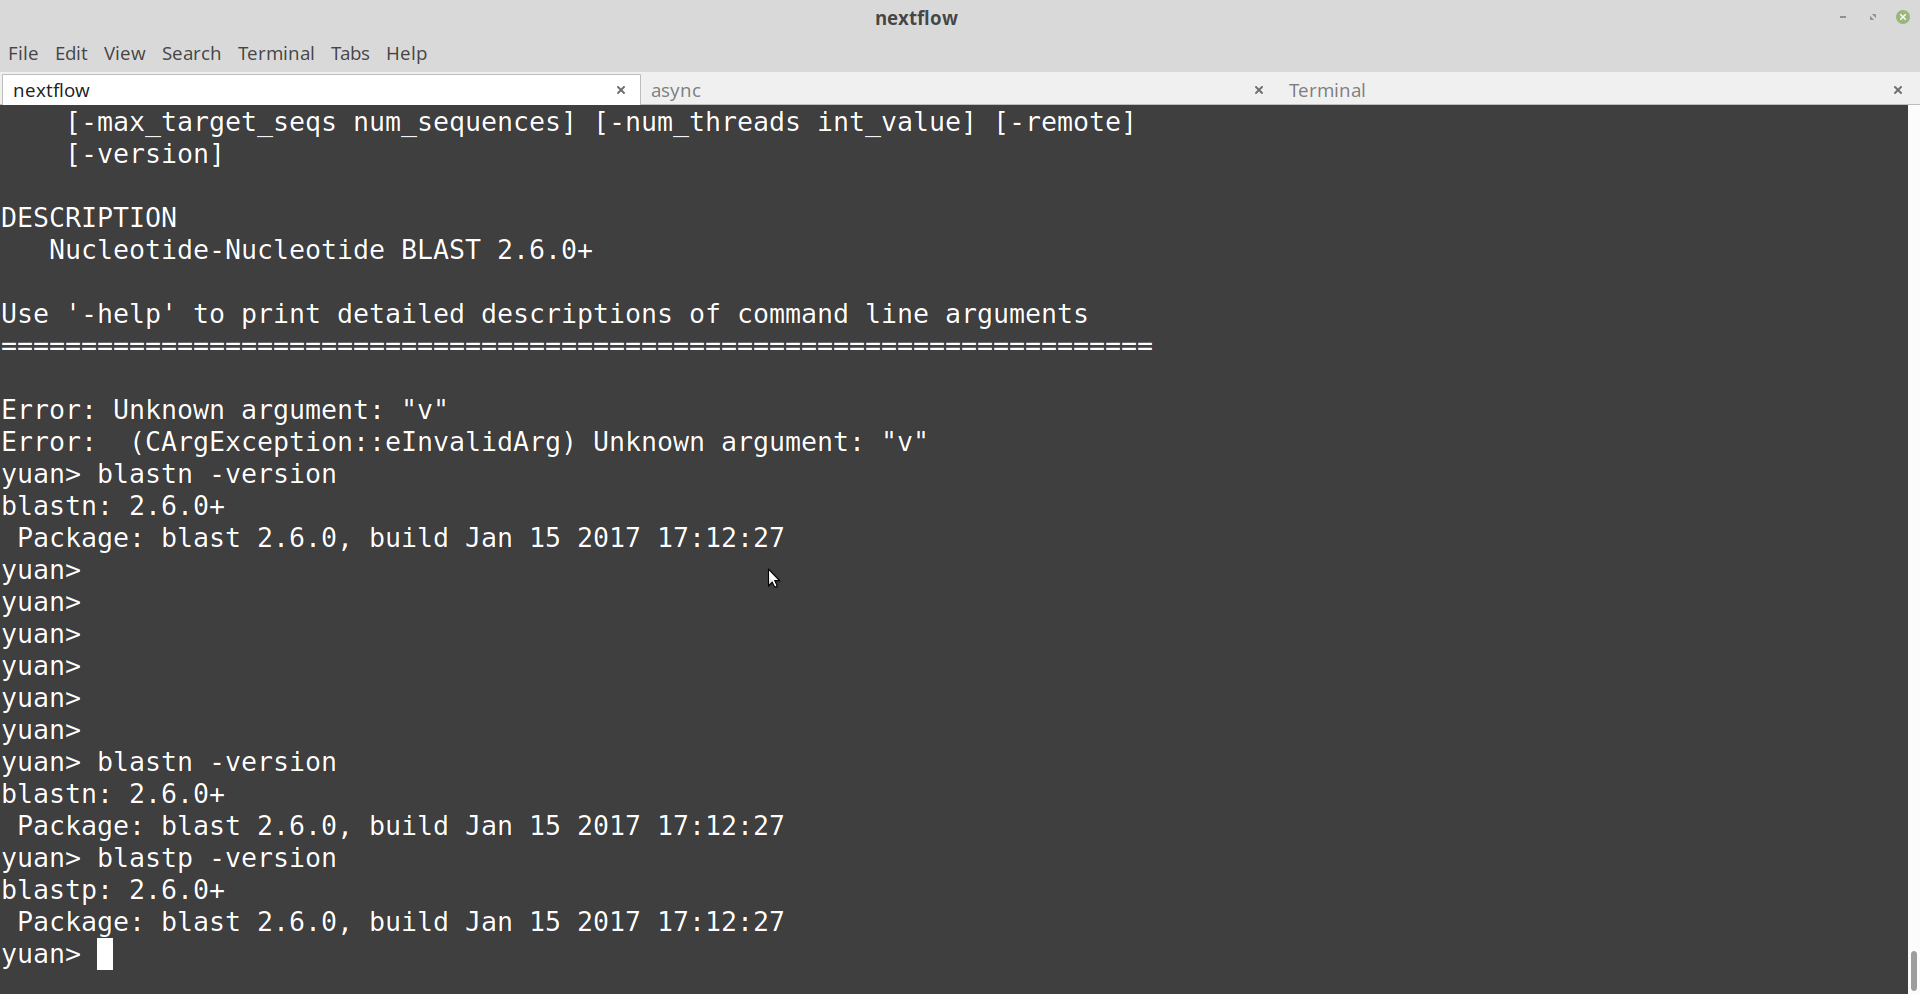 nextflow
File Edit View Search Terminal Tabs Help
nextflow × async × Terminal ×
[-max_target_seqs num_sequences] [-num_threads int_value] [-remote]
[-version]
DESCRIPTION
Nucleotide-Nucleotide BLAST 2.6.0+
Use '-help' to print detailed descriptions of command line arguments
========================================================================
Error: Unknown argument: "v"
Error:  (CArgException::eInvalidArg) Unknown argument: "v"
yuan> blastn -version
blastn: 2.6.0+
Package: blast 2.6.0, build Jan 15 2017 17:12:27
yuan>
yuan>
yuan>
yuan>
yuan>
yuan>
yuan> blastn -version
blastn: 2.6.0+
Package: blast 2.6.0, build Jan 15 2017 17:12:27
yuan> blastp -version
blastp: 2.6.0+
Package: blast 2.6.0, build Jan 15 2017 17:12:27
yuan>